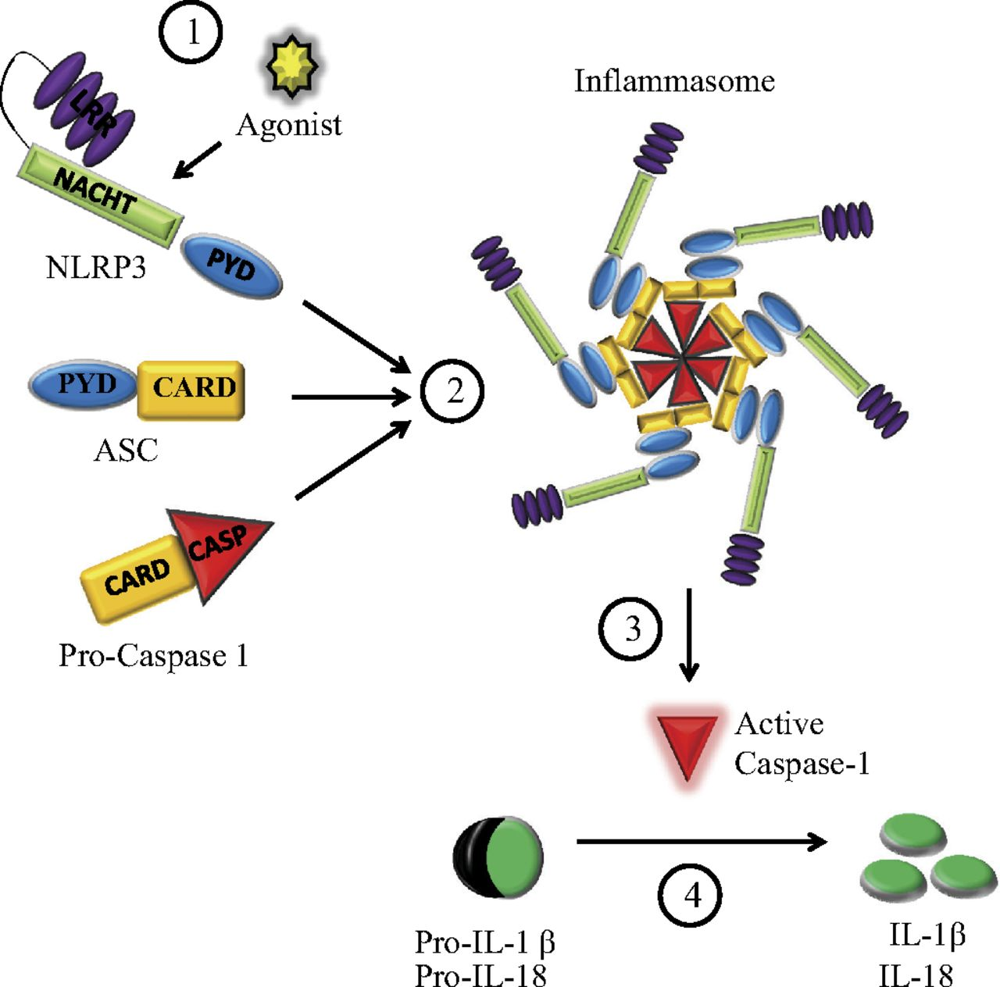 1
Agonist
LRR
NACHT
PYD
NLRP3
PYD CARD
ASC
CASP
CARD
Pro-Caspase 1
2
Inflammasome
3
Active
Caspase-1
4
Pro-IL-1 β
Pro-IL-18
IL-1β
IL-18